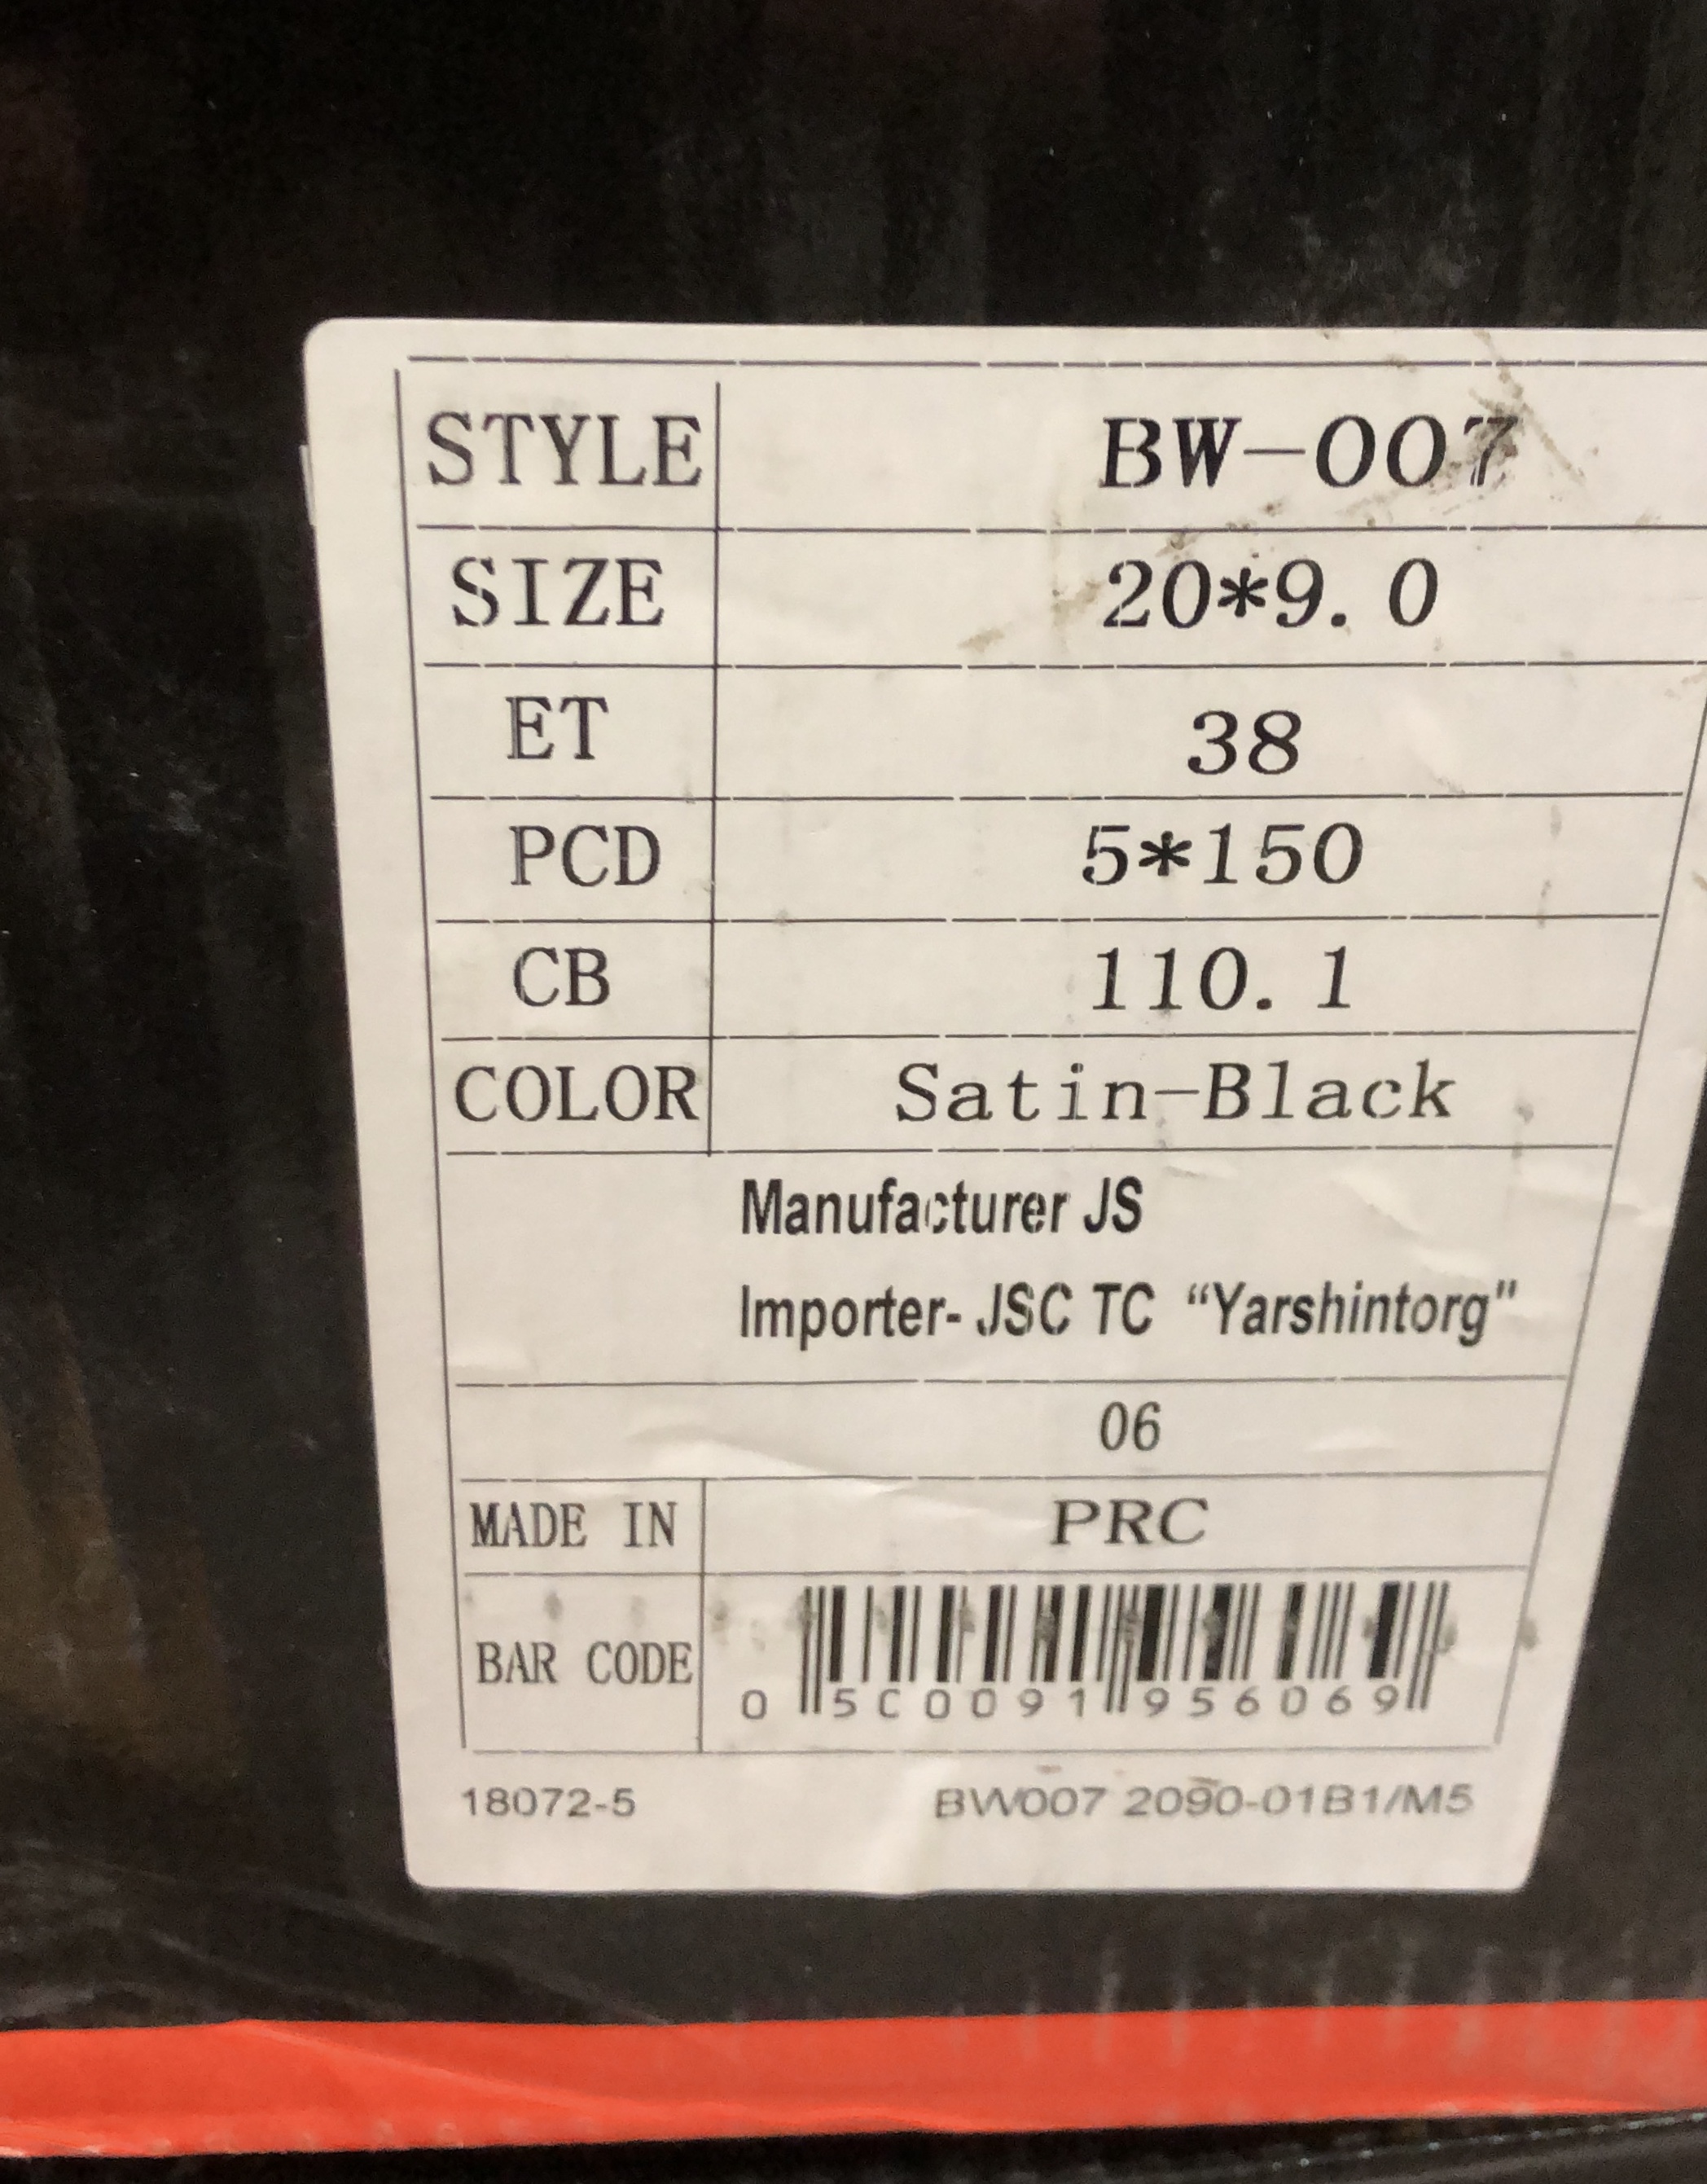 STYLE BW-007
SIZE 20*9.0
ET 38
PCD 5*150
CB 110.1
COLOR Satin-Black
Manufacturer JS
Importer- JSC TC “Yarshintorg”
06
MADE IN PRC
BAR CODE 0 500091 956069
18072-5 BW007 2090-01B1/M5